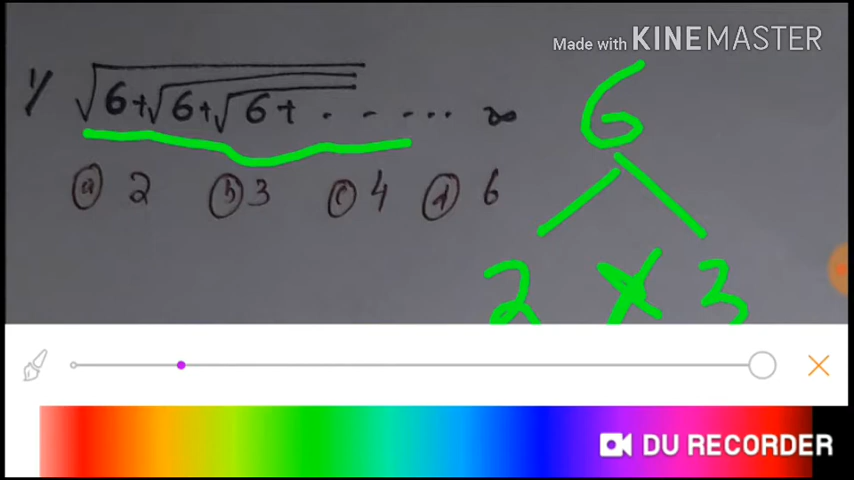 Made with KINEMASTER
1/ √6+√6+√6+ . - - . . . ∞
6
(a) 2 (b) 3 (c) 4 (d) 6
2 × 3
DU RECORDER